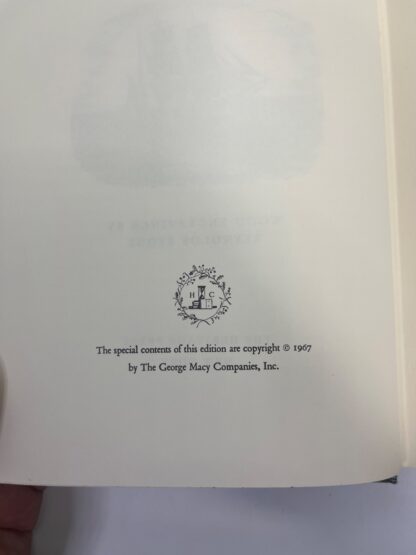 H C
The special contents of this edition are copyright © 1967
by The George Macy Companies, Inc.